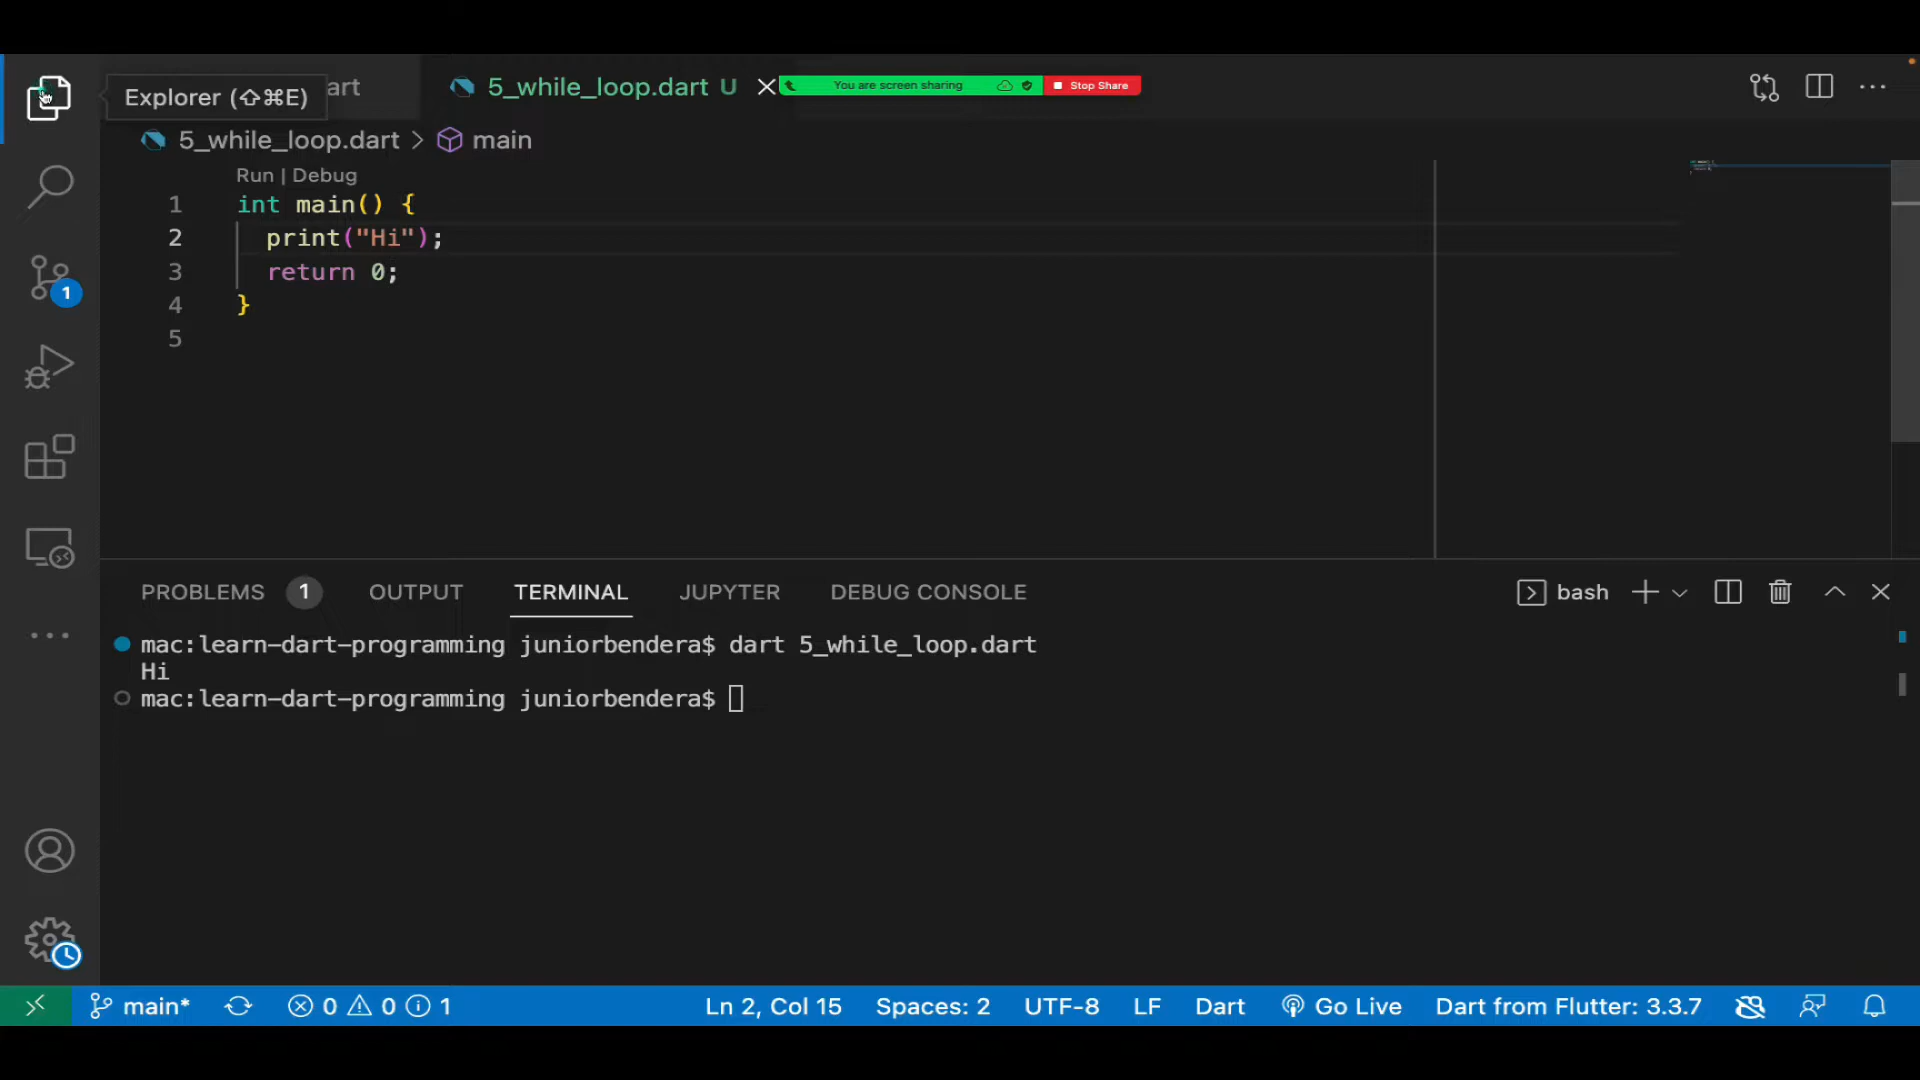 Explorer (⇧⌘E) art 5_while_loop.dart U You are screen sharing Stop Share
5_while_loop.dart > main
Run | Debug
1 int main() {
2 print("Hi");
3 return 0;
4 }
5
1
PROBLEMS 1 OUTPUT TERMINAL JUPYTER DEBUG CONSOLE bash
mac:learn-dart-programming juniorbendera$ dart 5_while_loop.dart
Hi
mac:learn-dart-programming juniorbendera$
main* 0 0 1 Ln 2, Col 15 Spaces: 2 UTF-8 LF Dart Go Live Dart from Flutter: 3.3.7